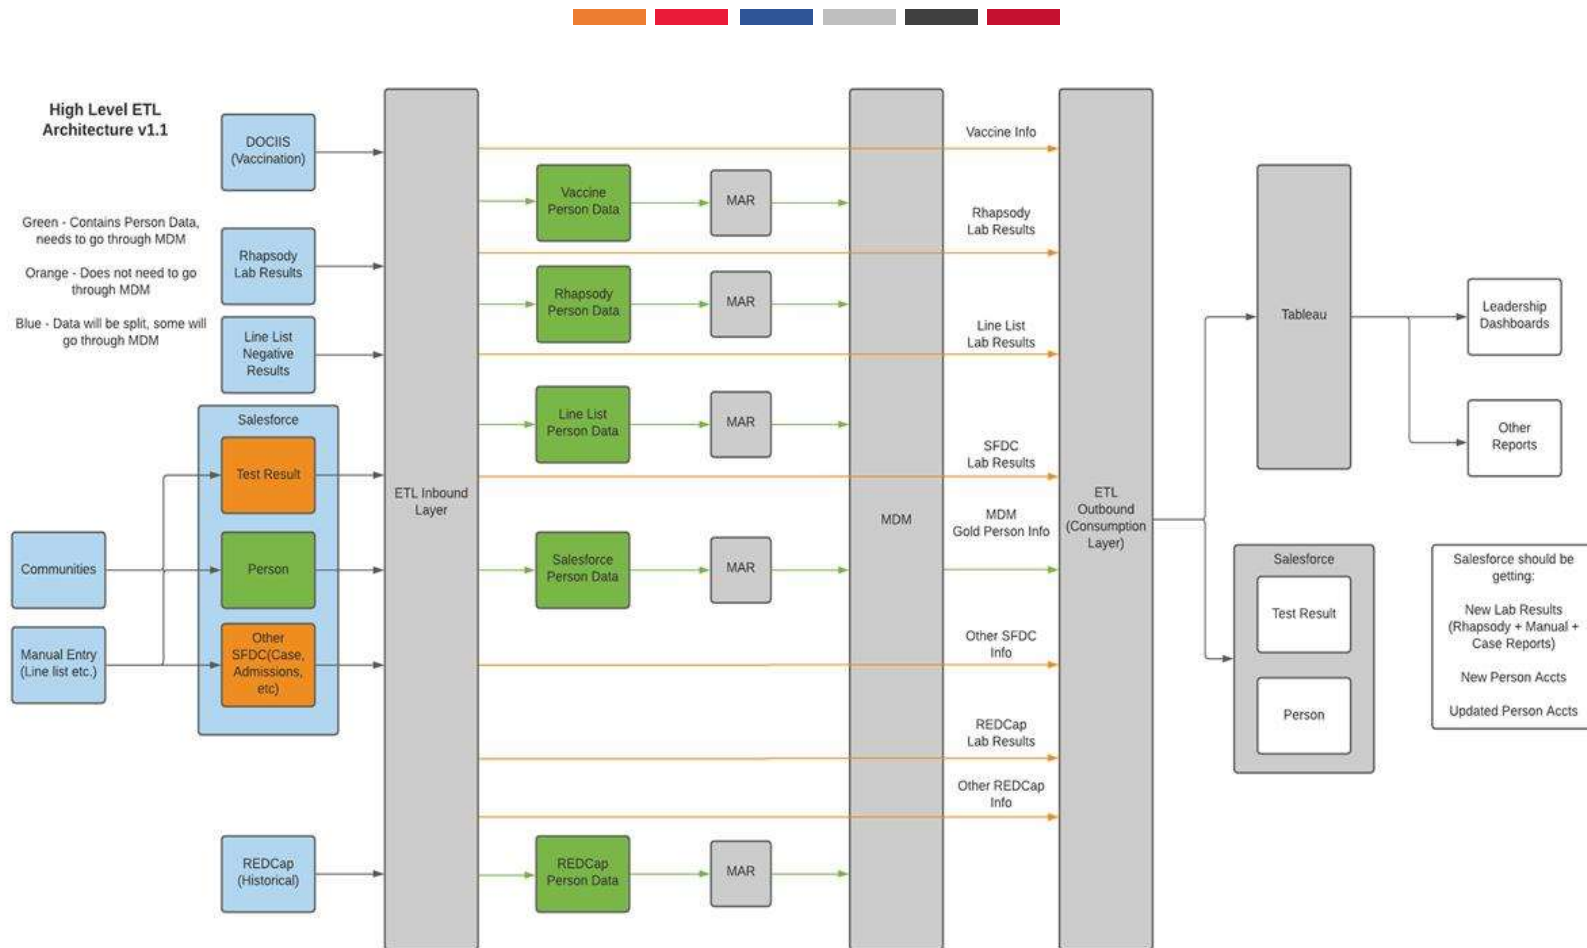 High Level ETL
Architecture v1.1
Green - Contains Person Data,
needs to go through MDM
Orange - Does not need to go
through MDM
Blue - Data will be split, some will
go through MDM
DOCIIS
(Vaccination)
Rhapsody
Lab Results
Line List
Negative
Results
Salesforce
Test Result
Person
Other
SFDC(Case,
Admissions,
etc)
Communities
Manual Entry
(Line list etc.)
REDCap
(Historical)
ETL Inbound
Layer
Vaccine
Person Data
MAR
Rhapsody
Person Data
MAR
Line List
Person Data
MAR
Salesforce
Person Data
MAR
REDCap
Person Data
MAR
MDM
Vaccine Info
Rhapsody
Lab Results
Line List
Lab Results
SFDC
Lab Results
MDM
Gold Person Info
Other SFDC
Info
REDCap
Lab Results
Other REDCap
Info
ETL
Outbound
(Consumption
Layer)
Tableau
Leadership
Dashboards
Other
Reports
Salesforce
Test Result
Person
Salesforce should be
getting:
New Lab Results
(Rhapsody + Manual +
Case Reports)
New Person Accts
Updated Person Accts